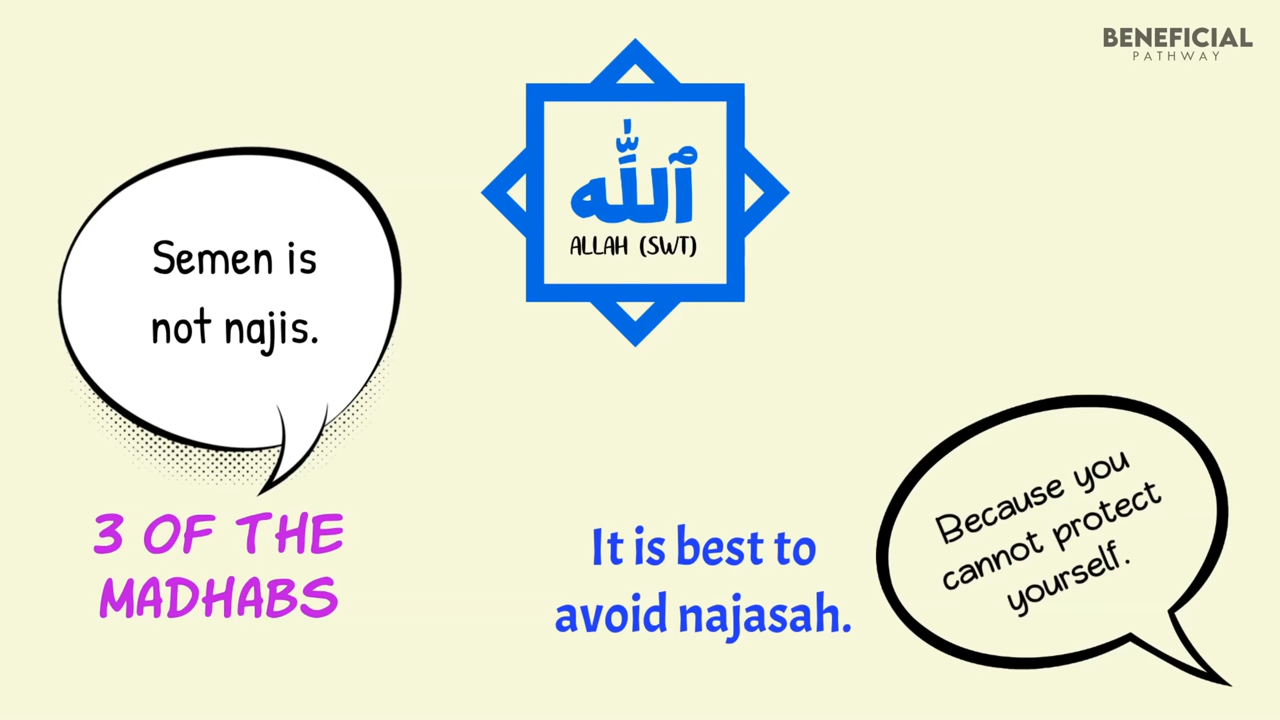 BENEFICIAL
PATHWAY
ٱللَّٰه
ALLAH (SWT)
Semen is
not najis.
3 OF THE
MADHABS
It is best to
avoid najasah.
Because you
cannot protect
yourself.